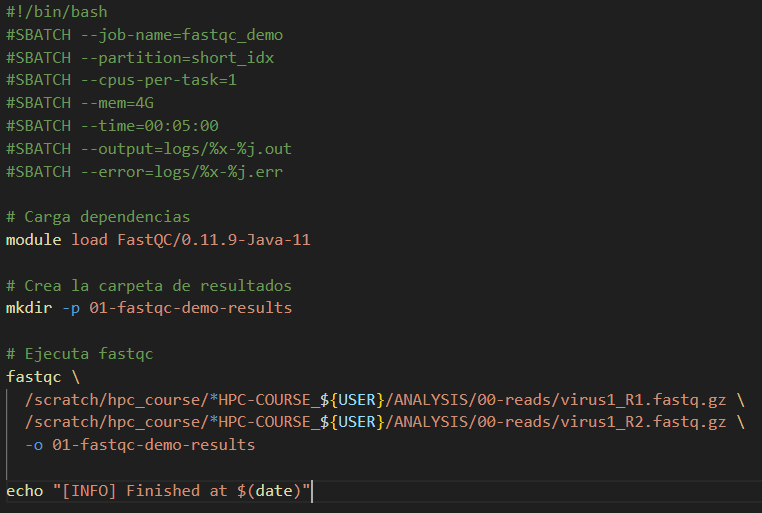 #!/bin/bash
#SBATCH --job-name=fastqc_demo
#SBATCH --partition=short_idx
#SBATCH --cpus-per-task=1
#SBATCH --mem=4G
#SBATCH --time=00:05:00
#SBATCH --output=logs/%x-%j.out
#SBATCH --error=logs/%x-%j.err

# Carga dependencias
module load FastQC/0.11.9-Java-11

# Crea la carpeta de resultados
mkdir -p 01-fastqc-demo-results

# Ejecuta fastqc
fastqc \
  /scratch/hpc_course/*HPC-COURSE_${USER}/ANALYSIS/00-reads/virus1_R1.fastq.gz \
  /scratch/hpc_course/*HPC-COURSE_${USER}/ANALYSIS/00-reads/virus1_R2.fastq.gz \
  -o 01-fastqc-demo-results

echo "[INFO] Finished at $(date)"